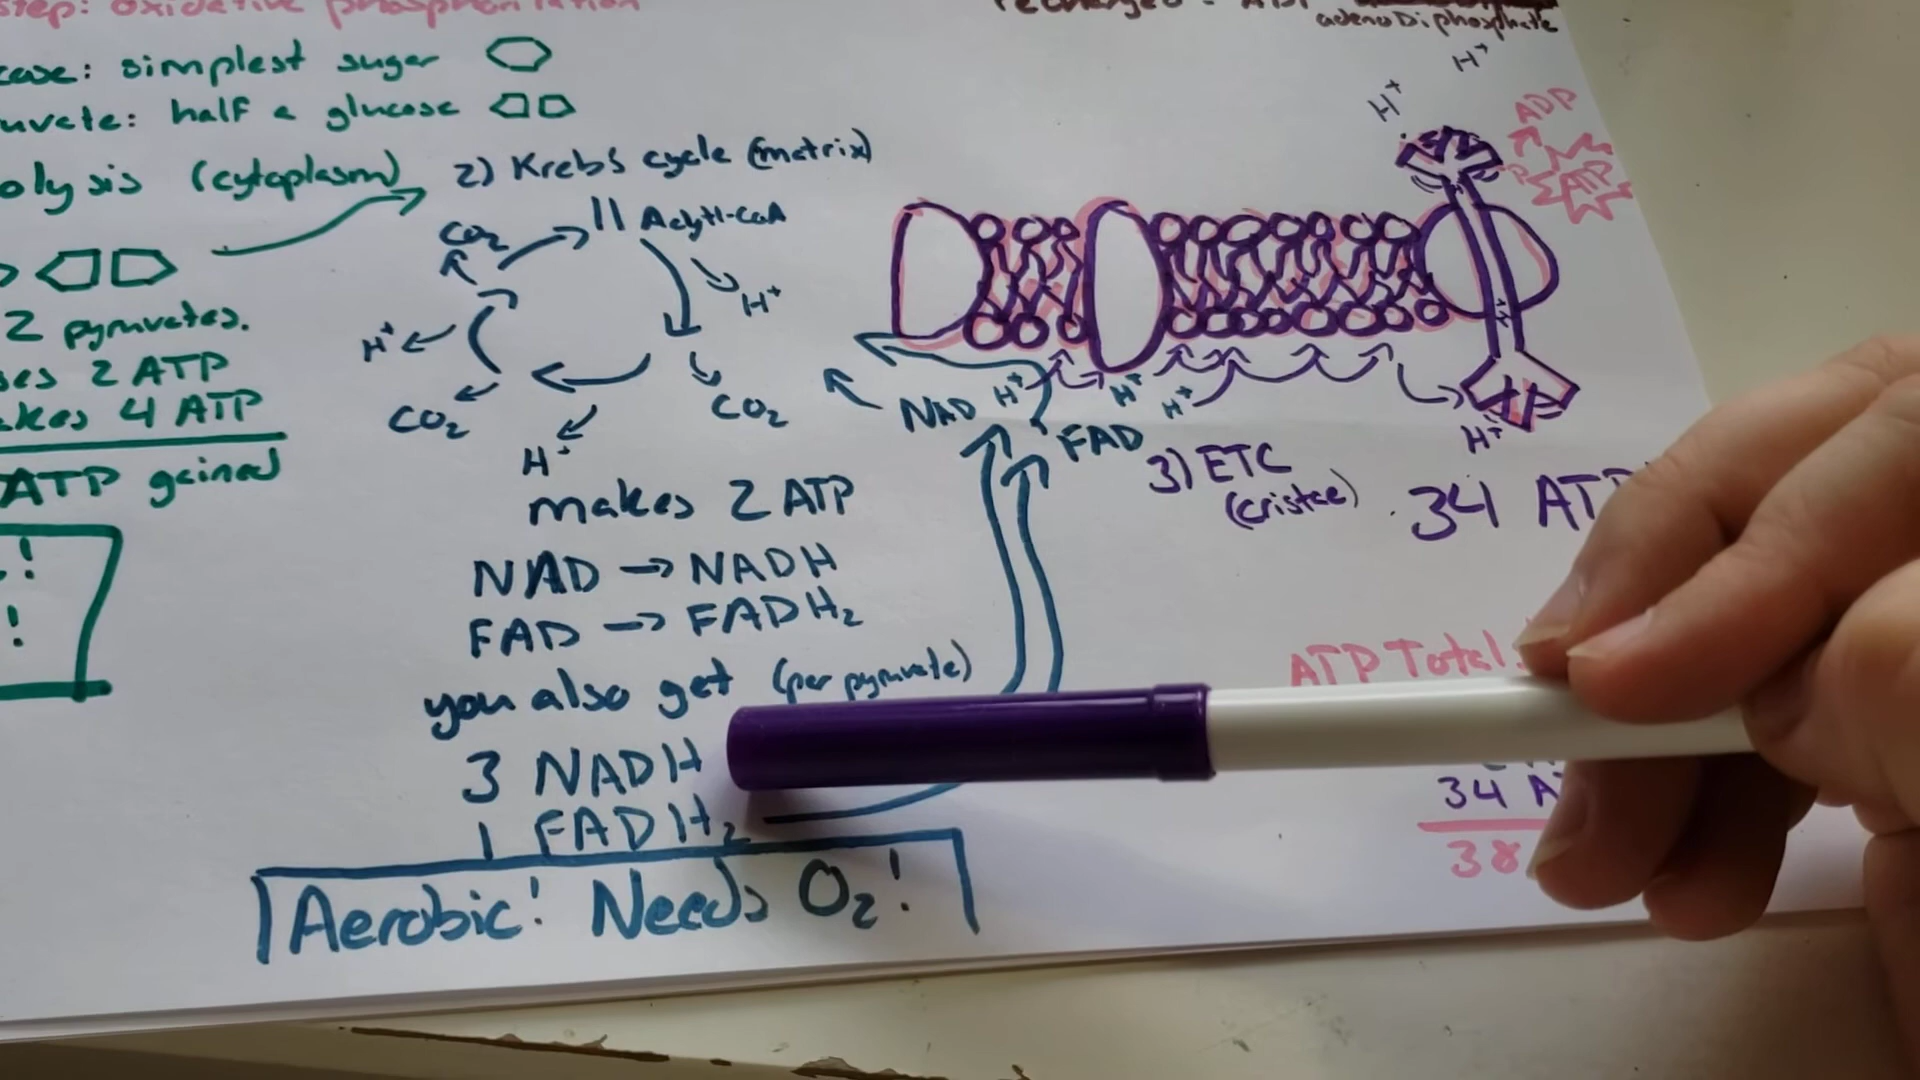 step: oxidative phosphorylation
simplest sugar
half a glucose
(cytoplasm)
2 pyruvates.
2 ATP
4 ATP
ATP gained
!
!
2) Krebs cycle (matrix)
CO2
Acetyl-CoA
H+
H+
CO2
CO2
H+
makes 2 ATP
NAD → NADH
FAD → FADH2
you also get (per pyruvate)
3 NADH
1 FADH2
Aerobic! Needs O2!
adenoDiphosphate
H+
H+
ADP
P
ATP
NAD
H+
H+
H+
FAD
H+
3) ETC
(cristae)
34 AT
ATP Total
34 A
38